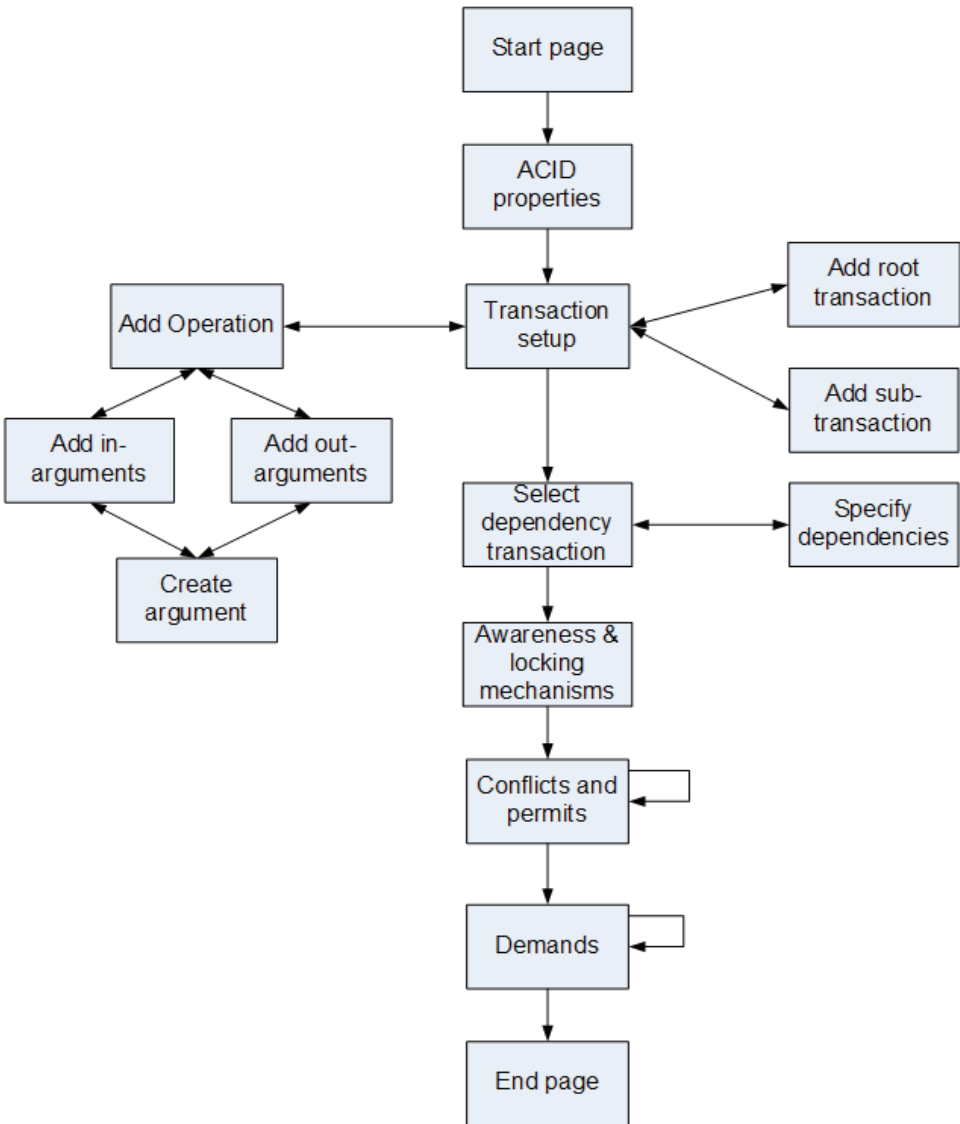 Start page
ACID
properties
Add root
transaction
Add Operation
Transaction
setup
Add sub-
transaction
Add in-
arguments
Add out-
arguments
Select
dependency
transaction
Specify
dependencies
Create
argument
Awareness &
locking
mechanisms
Conflicts and
permits
Demands
End page